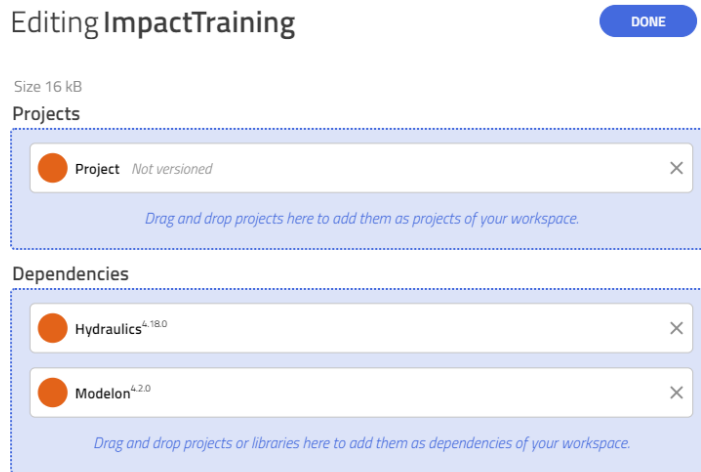 Editing ImpactTraining
DONE
Size 16 kB
Projects
Project Not versioned
Drag and drop projects here to add them as projects of your workspace.
Dependencies
Hydraulics4.18.0
Modelon4.2.0
Drag and drop projects or libraries here to add them as dependencies of your workspace.